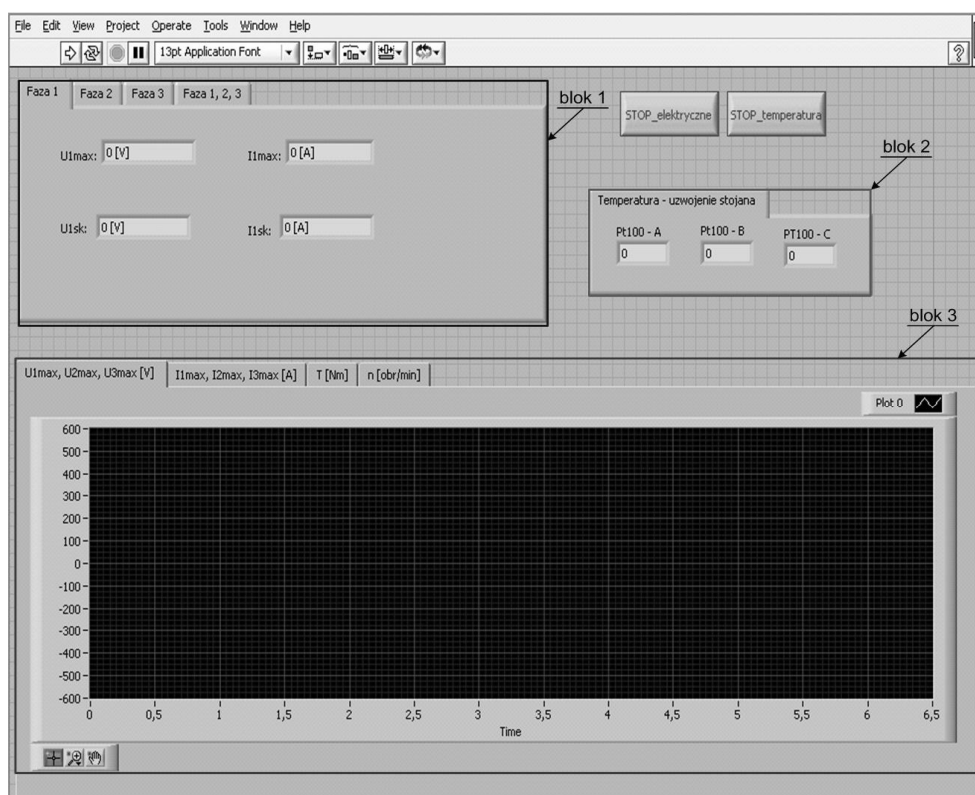 File Edit View Project Operate Tools Window Help
13pt Application Font
Faza 1 Faza 2 Faza 3 Faza 1, 2, 3
blok 1
STOP_elektryczne STOP_temperatura
U1max: 0 [V] I1max: 0 [A]
blok 2
Temperatura - uzwojenie stojana
U1sk: 0 [V] I1sk: 0 [A]
Pt100 - A Pt100 - B PT100 - C
0 0 0
blok 3
U1max, U2max, U3max [V] I1max, I2max, I3max [A] T [Nm] n [obr/min]
Plot 0
600
500
400
300
200
100
0
-100
-200
-300
-400
-500
-600
0 0,5 1 1,5 2 2,5 3 3,5 4 4,5 5 5,5 6 6,5
Time